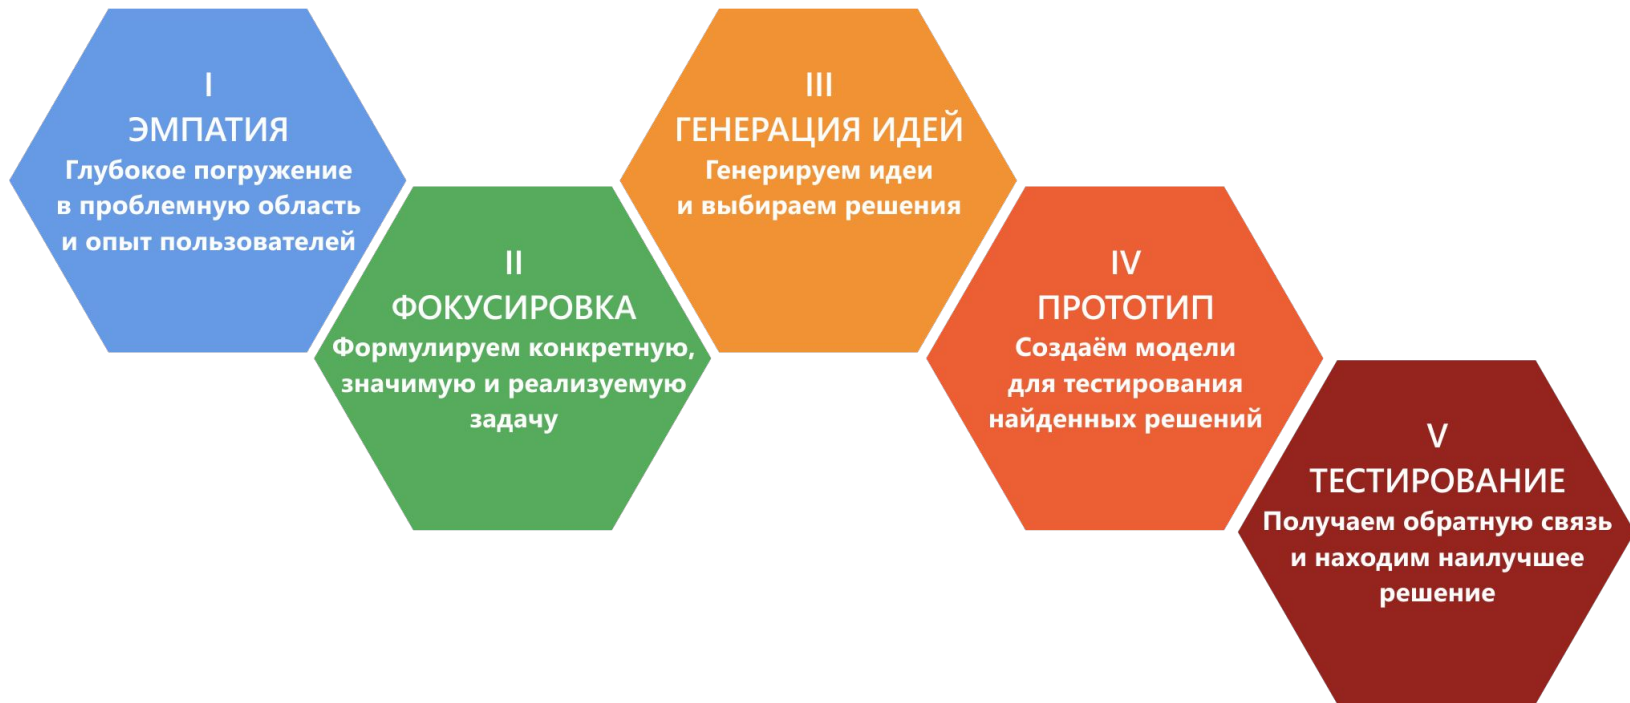 I
ЭМПАТИЯ
Глубокое погружение
в проблемную область
и опыт пользователей
II
ФОКУСИРОВКА
Формулируем конкретную,
значимую и реализуемую
задачу
III
ГЕНЕРАЦИЯ ИДЕЙ
Генерируем идеи
и выбираем решения
IV
ПРОТОТИП
Создаём модели
для тестирования
найденных решений
V
ТЕСТИРОВАНИЕ
Получаем обратную связь
и находим наилучшее
решение